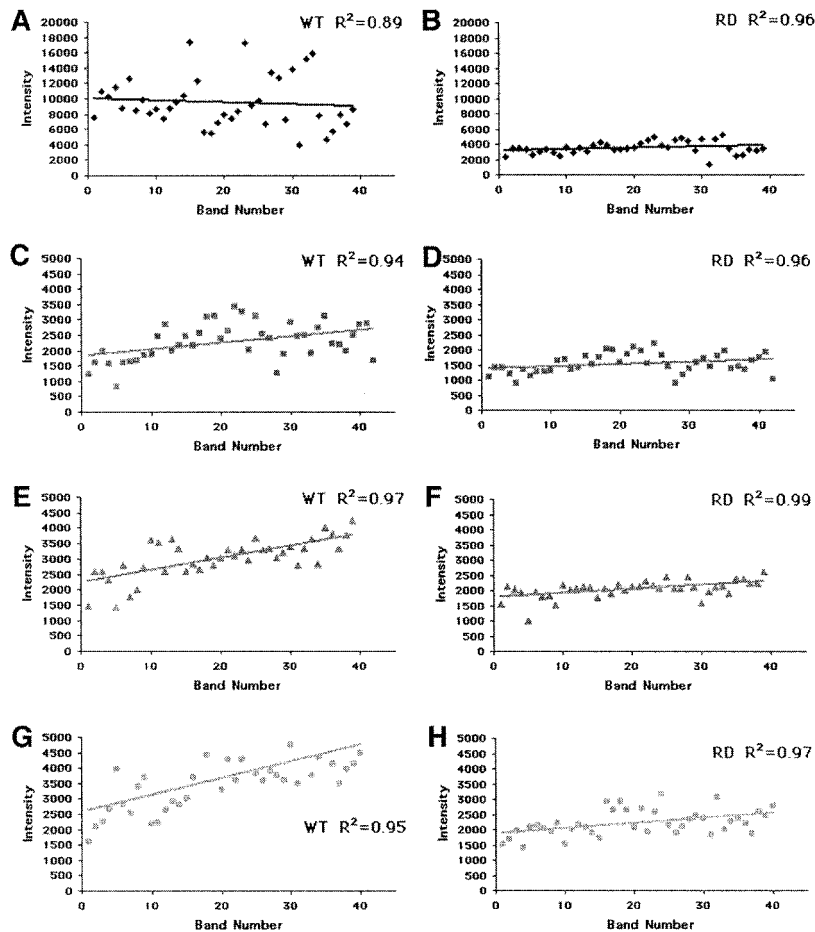 A
WT R²=0.89
Intensity
20000
18000
16000
14000
12000
10000
8000
6000
4000
2000
0
0 10 20 30 40
Band Number
B
RD R²=0.96
Intensity
20000
18000
16000
14000
12000
10000
8000
6000
4000
2000
0
0 10 20 30 40
Band Number
C
WT R²=0.94
Intensity
5000
4500
4000
3500
3000
2500
2000
1500
1000
500
0
0 10 20 30 40
Band Number
D
RD R²=0.96
Intensity
5000
4500
4000
3500
3000
2500
2000
1500
1000
500
0
0 10 20 30 40
Band Number
E
WT R²=0.97
Intensity
5000
4500
4000
3500
3000
2500
2000
1500
1000
500
0
0 10 20 30 40
Band Number
F
RD R²=0.99
Intensity
5000
4500
4000
3500
3000
2500
2000
1500
1000
500
0
0 10 20 30 40
Band Number
G
WT R²=0.95
Intensity
5000
4500
4000
3500
3000
2500
2000
1500
1000
500
0
0 10 20 30 40
Band Number
H
RD R²=0.97
Intensity
5000
4500
4000
3500
3000
2500
2000
1500
1000
500
0
0 10 20 30 40
Band Number